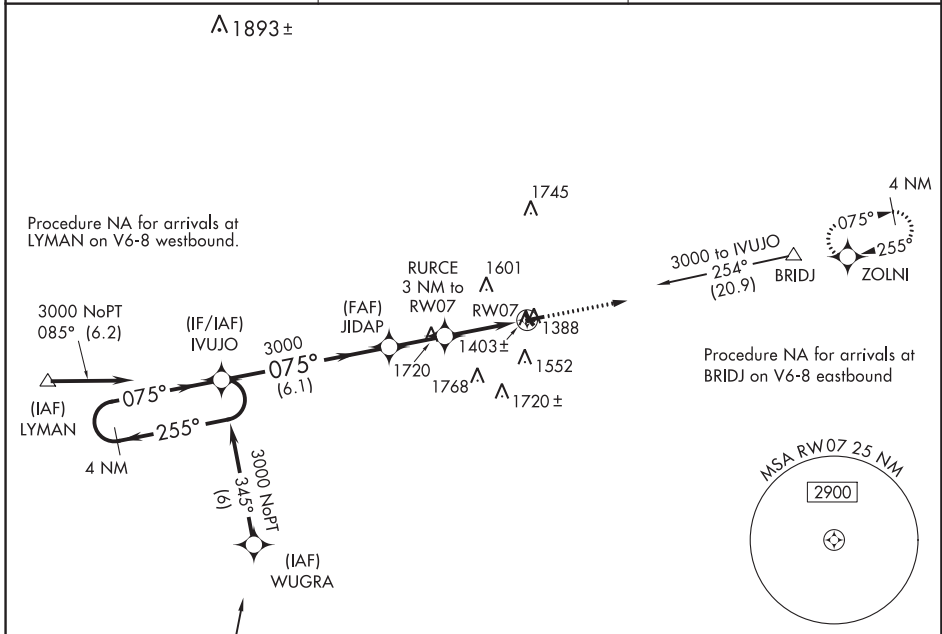 1893 ±
4 NM
1745
075°
255°
ZOLNI
Procedure NA for arrivals at
LYMAN on V6-8 westbound.
3000 to IVUJO
254°
(20.9)
BRIDJ
RURCE
3 NM to
RW07
1601
RW07
(FAF)
JIDAP
3000 NoPT
085° (6.2)
(IF/IAF)
IVUJO
3000
075°
(6.1)
1720
1403±
1388
1552
1768
1720 ±
Procedure NA for arrivals at
BRIDJ on V6-8 eastbound
(IAF)
LYMAN
075°
255°
4 NM
3000 NoPT
345°
(6)
(IAF)
WUGRA
MSA RW07 25 NM
2900